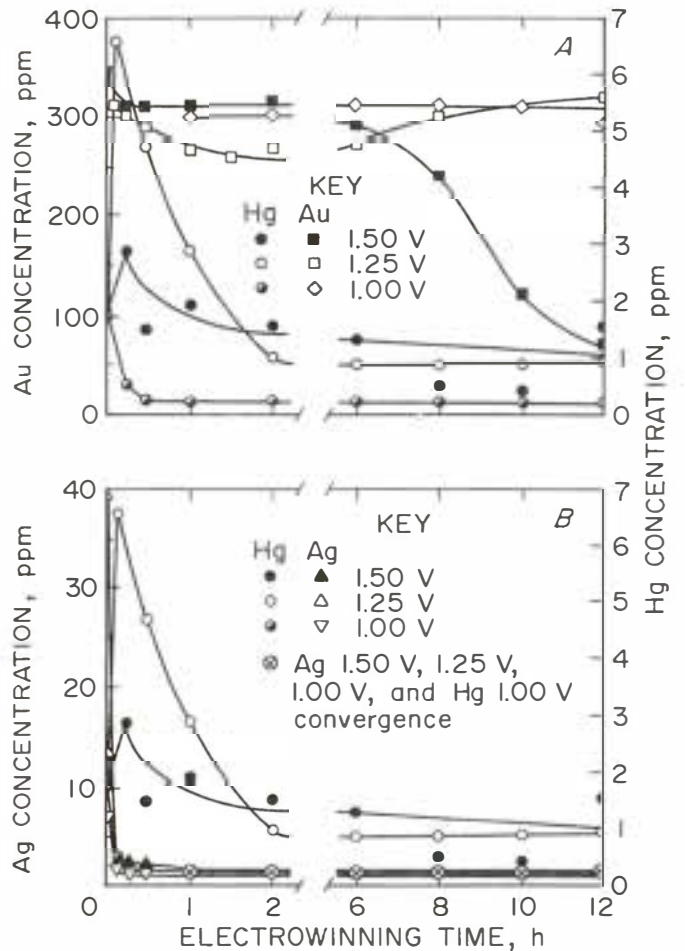 400
300
200
100
0
Au CONCENTRATION, ppm
A
KEY
Hg Au
1.50 V
1.25 V
1.00 V
7
6
5
4
3
2
1
0
Hg CONCENTRATION, ppm
40
30
20
10
0
Ag CONCENTRATION, ppm
B
KEY
Hg Ag
1.50 V
1.25 V
1.00 V
Ag 1.50 V, 1.25 V,
1.00 V, and Hg 1.00 V
convergence
7
6
5
4
3
2
1
0
0 1 2 6 8 10 12
ELECTROWINNING TIME, h